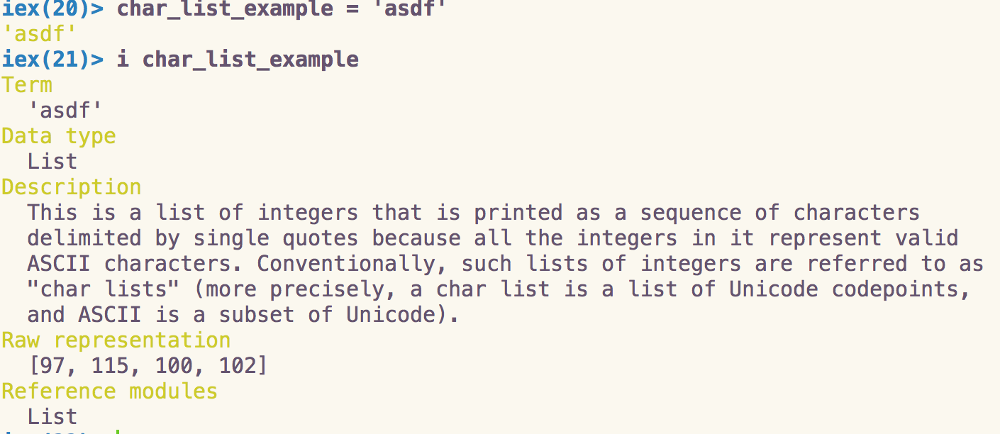 iex(20)> char_list_example = 'asdf'
'asdf'
iex(21)> i char_list_example
Term
  'asdf'
Data type
  List
Description
  This is a list of integers that is printed as a sequence of characters
  delimited by single quotes because all the integers in it represent valid
  ASCII characters. Conventionally, such lists of integers are referred to as
  "char lists" (more precisely, a char list is a list of Unicode codepoints,
  and ASCII is a subset of Unicode).
Raw representation
  [97, 115, 100, 102]
Reference modules
  List